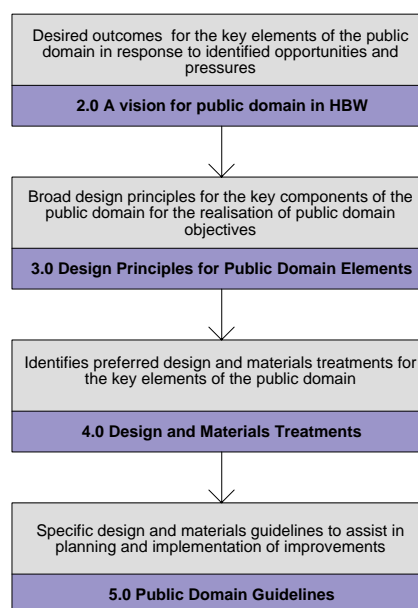 Desired outcomes for the key elements of the public
domain in response to identified opportunities and
pressures
2.0 A vision for public domain in HBW
Broad design principles for the key components of the
public domain for the realisation of public domain
objectives
3.0 Design Principles for Public Domain Elements
Identifies preferred design and materials treatments for
the key elements of the public domain
4.0 Design and Materials Treatments
Specific design and materials guidelines to assist in
planning and implementation of improvements
5.0 Public Domain Guidelines